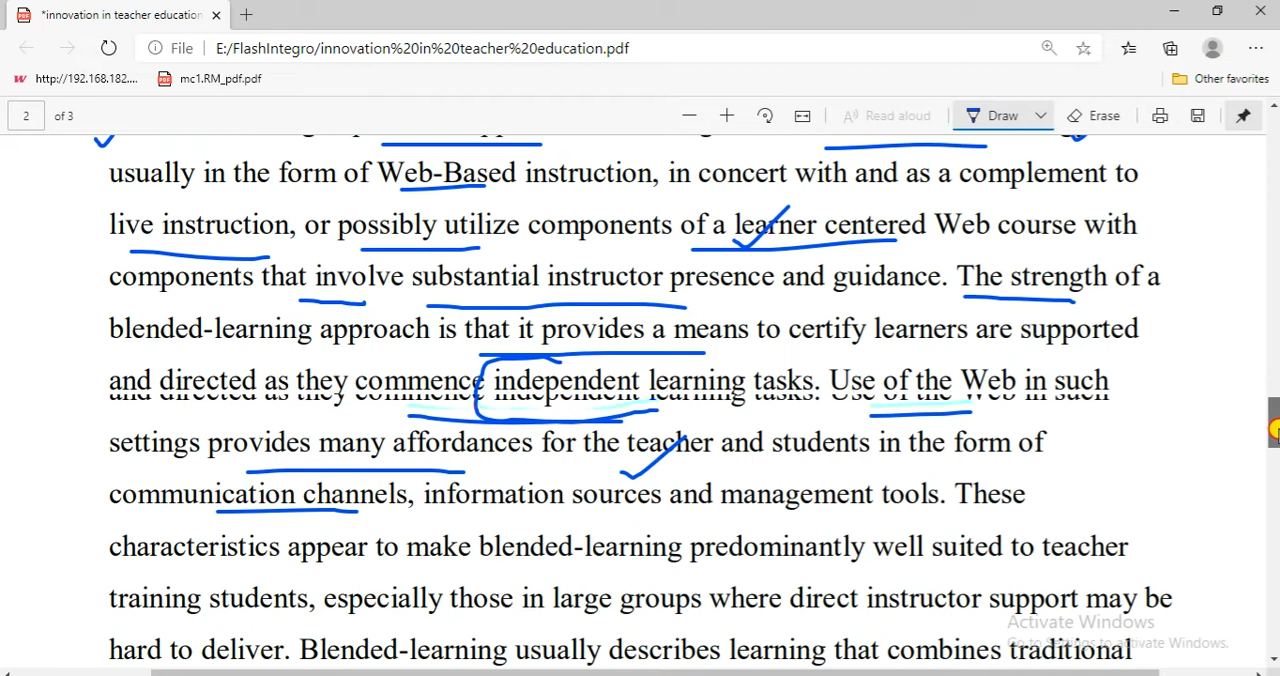 *innovation in teacher education
File E:/FlashIntegro/innovation%20in%20teacher%20education.pdf
http://192.168.182.... mc1.RM_pdf.pdf Other favorites
2 of 3 Read aloud Draw Erase
usually in the form of Web-Based instruction, in concert with and as a complement to
live instruction, or possibly utilize components of a learner centered Web course with
components that involve substantial instructor presence and guidance. The strength of a
blended-learning approach is that it provides a means to certify learners are supported
and directed as they commence independent learning tasks. Use of the Web in such
settings provides many affordances for the teacher and students in the form of
communication channels, information sources and management tools. These
characteristics appear to make blended-learning predominantly well suited to teacher
training students, especially those in large groups where direct instructor support may be
Activate Windows
Go to Settings to activate Windows.
hard to deliver. Blended-learning usually describes learning that combines traditional